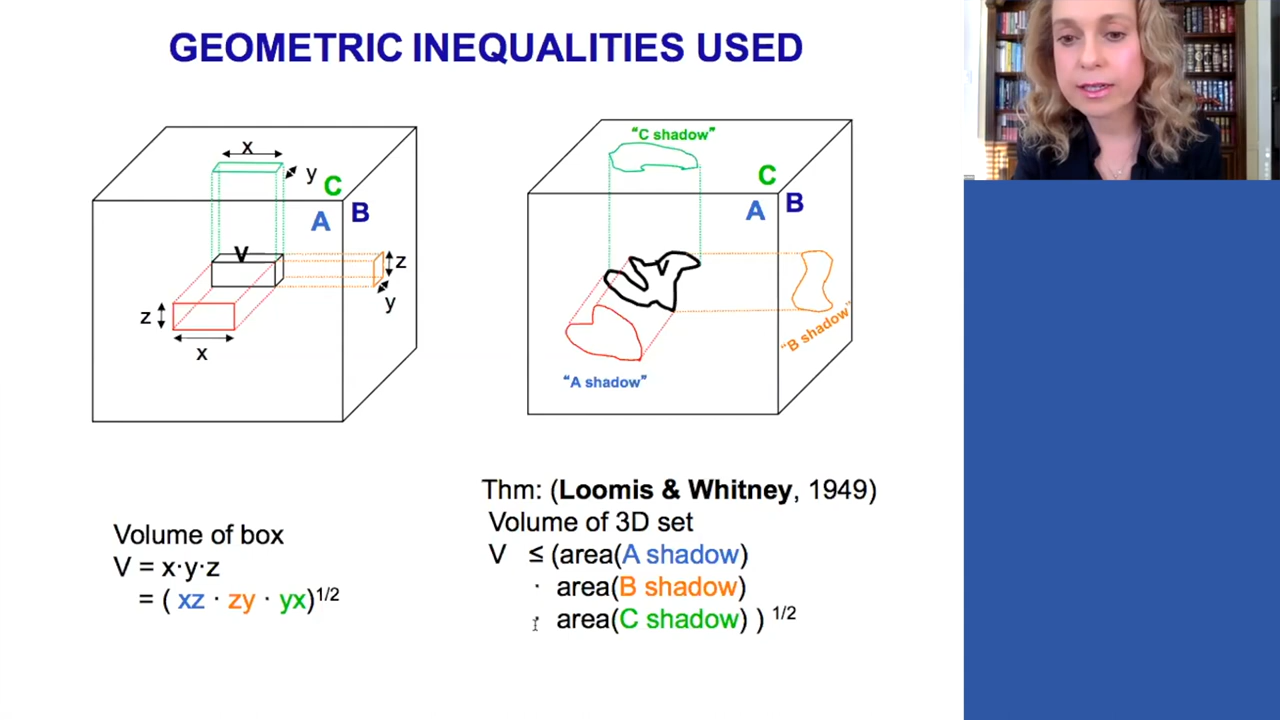 GEOMETRIC INEQUALITIES USED
x
y
C
A
B
V
z
y
z
x
"C shadow"
C
A
B
V
"B shadow"
"A shadow"
Volume of box
V = x·y·z
= ( xz · zy · yx)1/2
Thm: (Loomis & Whitney, 1949)
Volume of 3D set
V ≤ (area(A shadow)
· area(B shadow)
· area(C shadow) ) 1/2